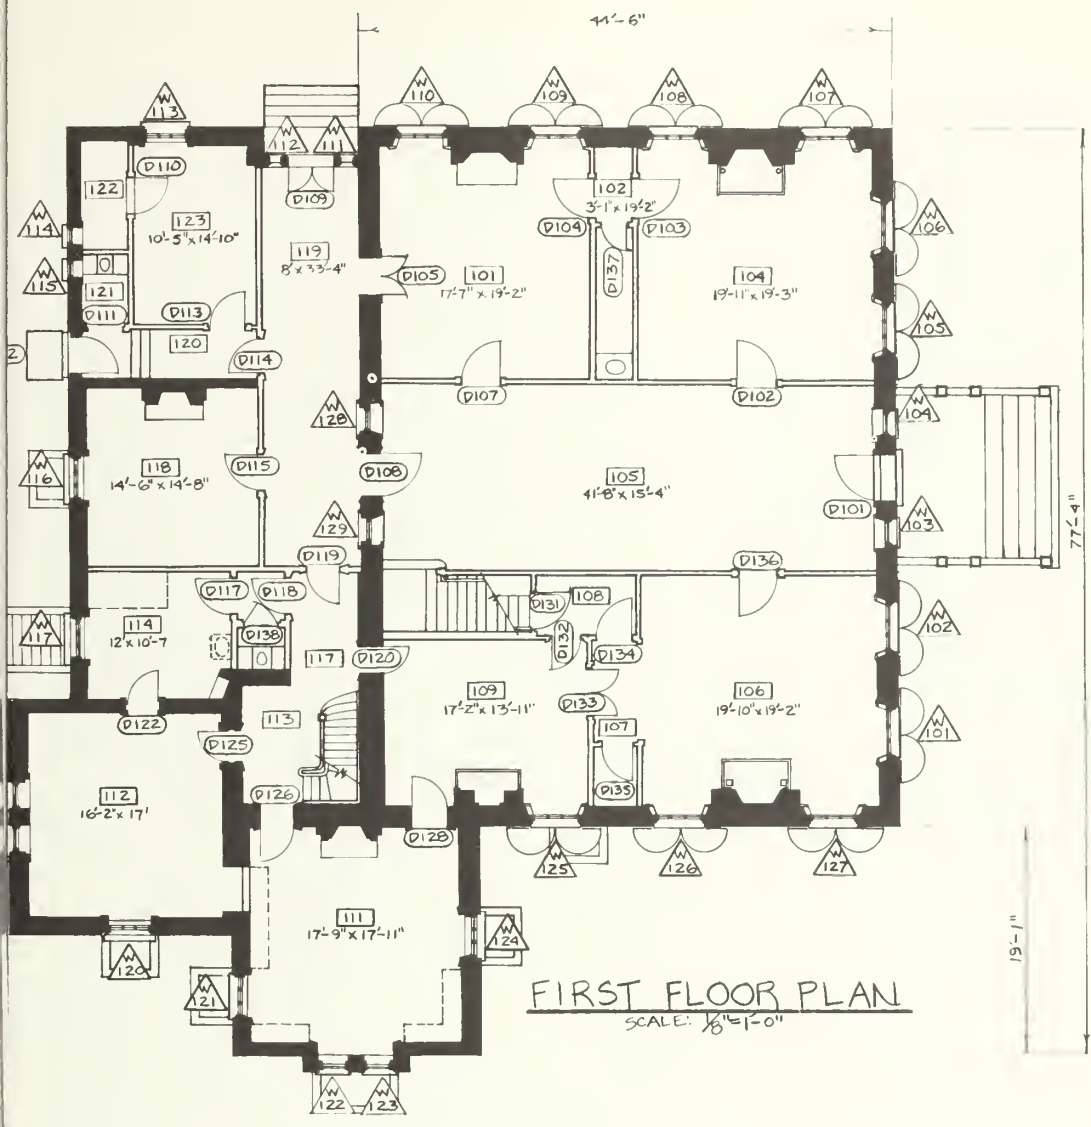 44'-6"
W
110
W
109
W
108
W
107
W
113
W
112
W
111
D110
122
D109
102
3'-1" x 19'-2"
W
114
123
10'-5" x 14'-10"
D104
D103
W
106
119
8' x 33'-4"
D137
W
115
121
D105
101
17'-7" x 19'-2"
104
19'-11" x 19'-3"
D111
D113
W
105
2
120
D114
D107
D102
W
128
W
104
W
116
118
14'-6" x 14'-8"
D115
D108
105
41'-8" x 15'-4"
D101
W
129
W
103
77'-4"
D119
D136
D117
D118
D131
108
W
117
114
12' x 10'-7
D138
D132
W
102
117
D120
D134
109
17'-2" x 13'-11"
D133
106
19'-10" x 19'-2"
D122
113
107
W
101
D125
112
16'-2" x 17'
D126
D135
D128
W
125
W
126
W
127
111
17'-9" x 17'-11"
W
124
19'-1"
W
120
W
121
FIRST FLOOR PLAN
SCALE: 1/8"=1'-0"
W
122
W
123